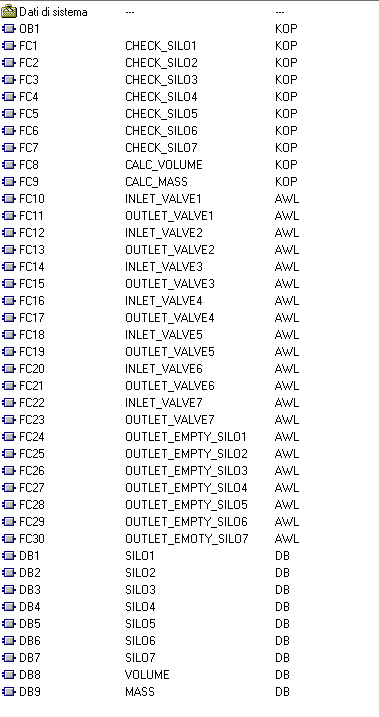 Dati di sistema --- ---
OB1 KOP
FC1 CHECK_SILO1 KOP
FC2 CHECK_SILO2 KOP
FC3 CHECK_SILO3 KOP
FC4 CHECK_SILO4 KOP
FC5 CHECK_SILO5 KOP
FC6 CHECK_SILO6 KOP
FC7 CHECK_SILO7 KOP
FC8 CALC_VOLUME KOP
FC9 CALC_MASS KOP
FC10 INLET_VALVE1 AWL
FC11 OUTLET_VALVE1 AWL
FC12 INLET_VALVE2 AWL
FC13 OUTLET_VALVE2 AWL
FC14 INLET_VALVE3 AWL
FC15 OUTLET_VALVE3 AWL
FC16 INLET_VALVE4 AWL
FC17 OUTLET_VALVE4 AWL
FC18 INLET_VALVE5 AWL
FC19 OUTLET_VALVE5 AWL
FC20 INLET_VALVE6 AWL
FC21 OUTLET_VALVE6 AWL
FC22 INLET_VALVE7 AWL
FC23 OUTLET_VALVE7 AWL
FC24 OUTLET_EMPTY_SILO1 AWL
FC25 OUTLET_EMPTY_SILO2 AWL
FC26 OUTLET_EMPTY_SILO3 AWL
FC27 OUTLET_EMPTY_SILO4 AWL
FC28 OUTLET_EMPTY_SILO5 AWL
FC29 OUTLET_EMPTY_SILO6 AWL
FC30 OUTLET_EMOTY_SILO7 AWL
DB1 SILO1 DB
DB2 SILO2 DB
DB3 SILO3 DB
DB4 SILO4 DB
DB5 SILO5 DB
DB6 SILO6 DB
DB7 SILO7 DB
DB8 VOLUME DB
DB9 MASS DB